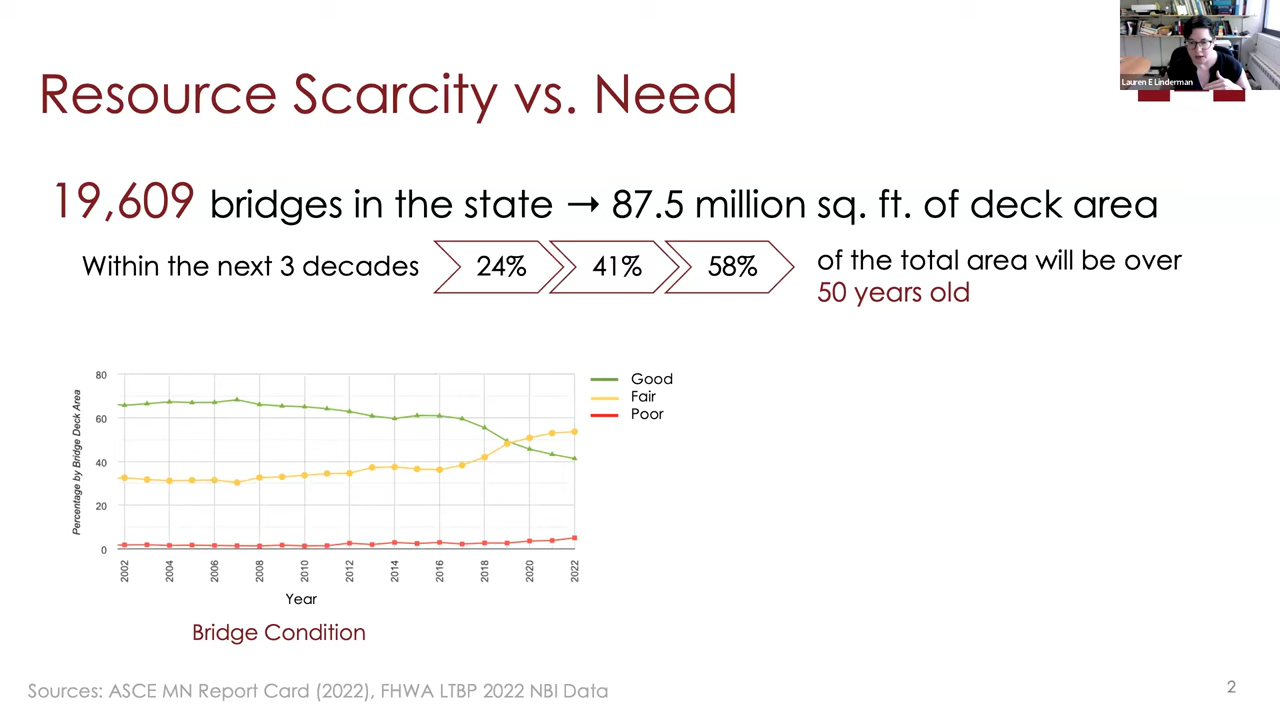 Lauren E Linderman
Resource Scarcity vs. Need
19,609 bridges in the state → 87.5 million sq. ft. of deck area
Within the next 3 decades 24% 41% 58% of the total area will be over
50 years old
Percentage by Bridge Deck Area
80
60
40
20
0
2002 2004 2006 2008 2010 2012 2014 2016 2018 2020 2022
Year
Good
Fair
Poor
Bridge Condition
Sources: ASCE MN Report Card (2022), FHWA LTBP 2022 NBI Data
2